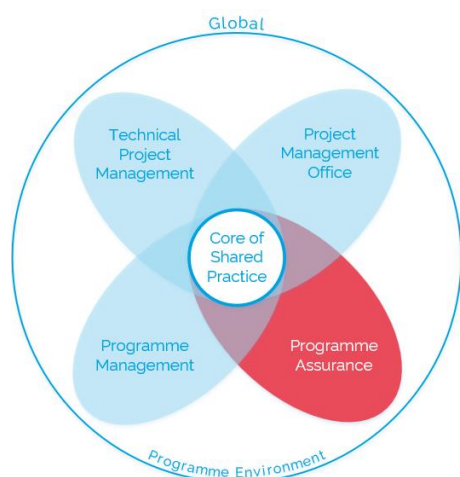 Global
Technical
Project
Management
Project
Management
Office
Core of
Shared
Practice
Programme
Management
Programme
Assurance
Programme Environment